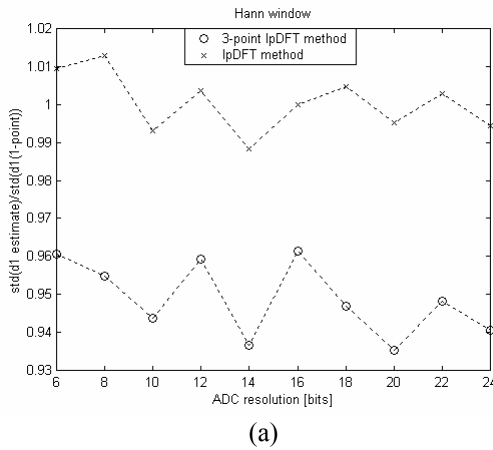 Hann window
3-point IpDFT method
IpDFT method
1.02
1.01
1
0.99
0.98
0.97
0.96
0.95
0.94
0.93
std(d1 estimate)/std(d1(1-point))
6 8 10 12 14 16 18 20 22 24
ADC resolution [bits]
(a)